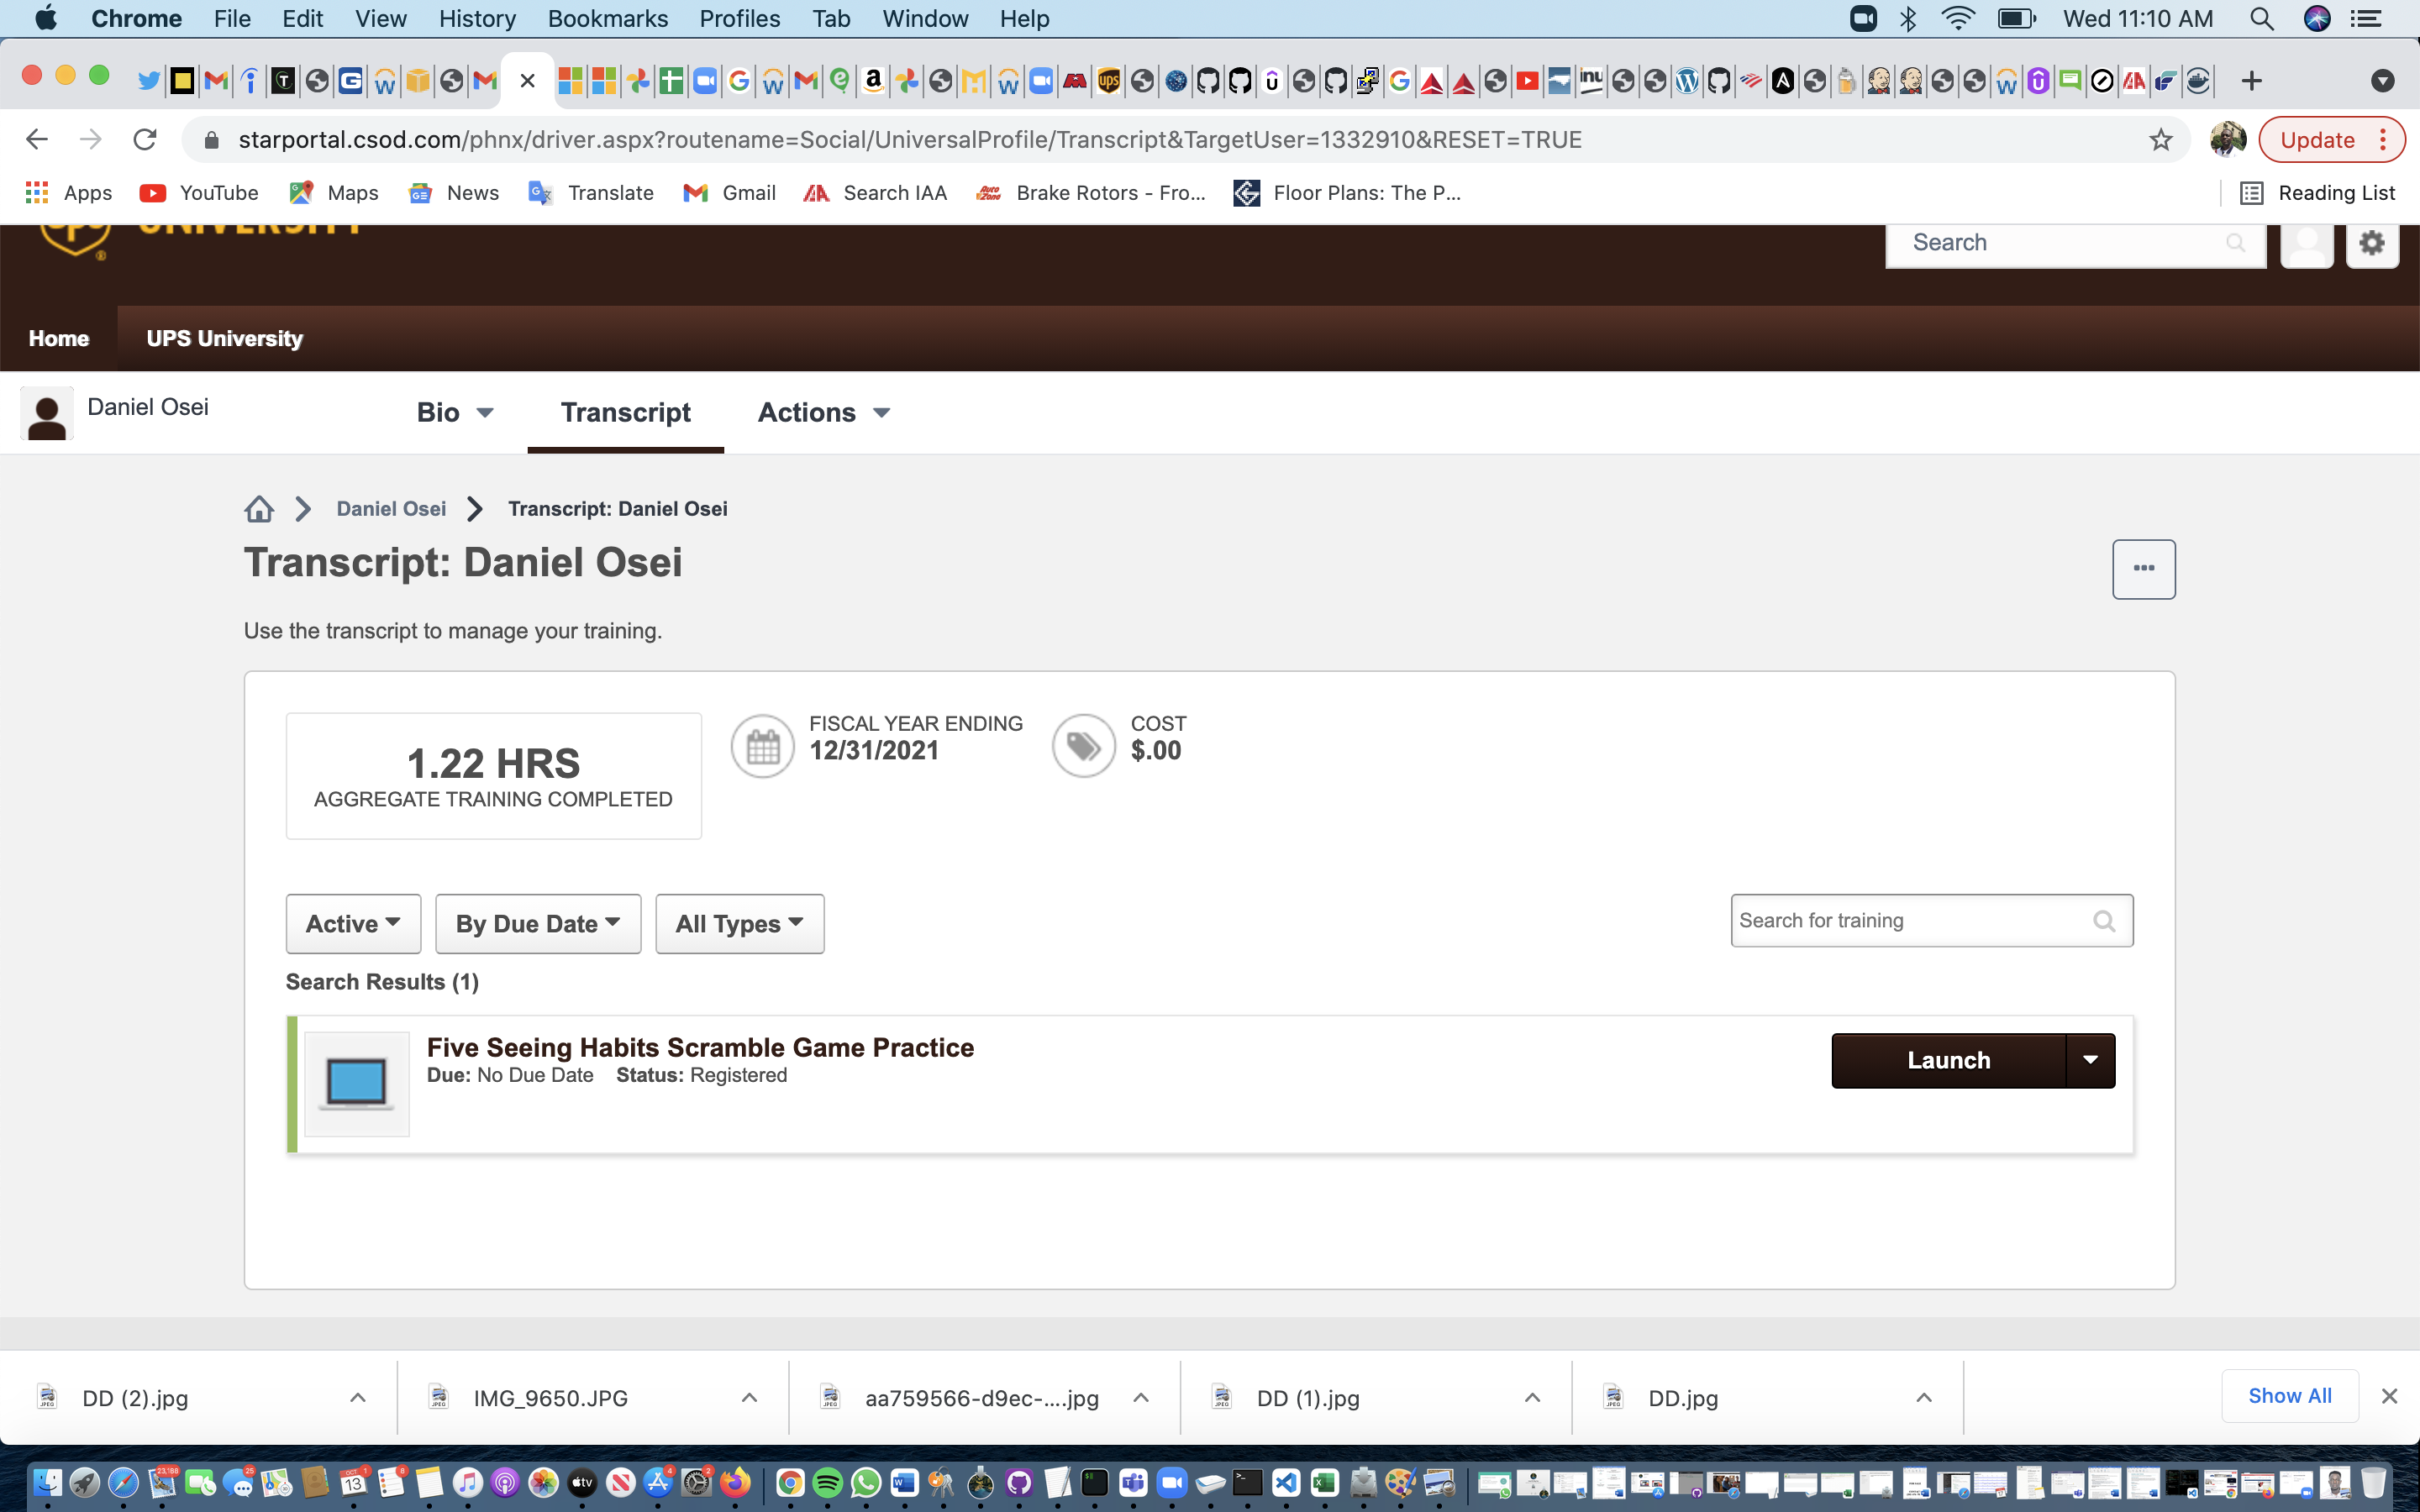 Chrome File Edit View History Bookmarks Profiles Tab Window Help Wed 11:10 AM
starportal.csod.com/phnx/driver.aspx?routename=Social/UniversalProfile/Transcript&TargetUser=1332910&RESET=TRUE Update
Apps YouTube Maps News Translate Gmail Search IAA Brake Rotors - Fro... Floor Plans: The P... Reading List
ups UNIVERSITY Search
Home UPS University
Daniel Osei Bio Transcript Actions
Daniel Osei Transcript: Daniel Osei
Transcript: Daniel Osei
...
Use the transcript to manage your training.
FISCAL YEAR ENDING COST
12/31/2021 $.00
1.22 HRS
AGGREGATE TRAINING COMPLETED
Active By Due Date All Types Search for training
Search Results (1)
Five Seeing Habits Scramble Game Practice
Due: No Due Date Status: Registered
Launch
DD (2).jpg IMG_9650.JPG aa759566-d9ec-....jpg DD (1).jpg DD.jpg Show All